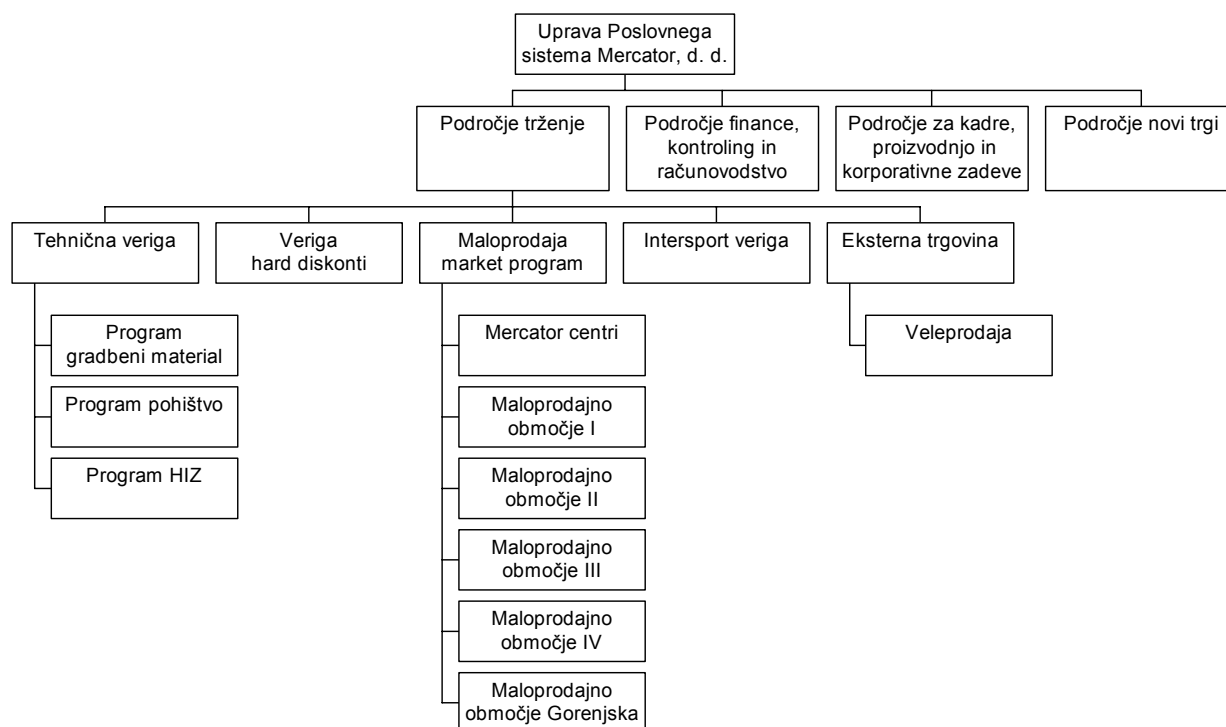 Uprava Poslovnega
sistema Mercator, d. d.
Področje trženje
Področje finance,
kontroling in
računovodstvo
Področje za kadre,
proizvodnjo in
korporativne zadeve
Področje novi trgi
Tehnična veriga
Veriga
hard diskonti
Maloprodaja
market program
Intersport veriga
Eksterna trgovina
Program
gradbeni material
Program pohištvo
Program HIZ
Mercator centri
Maloprodajno
območje I
Maloprodajno
območje II
Maloprodajno
območje III
Maloprodajno
območje IV
Maloprodajno
območje Gorenjska
Veleprodaja